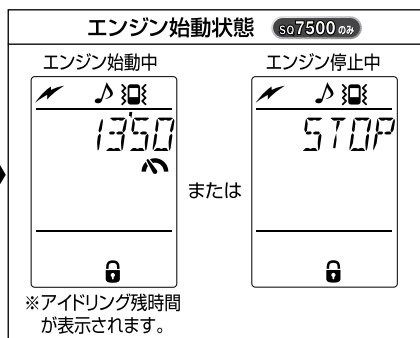 エンジン始動状態 SQ7500のみ
エンジン始動中
13'50
または
※アイドリング残時間
が表示されます。
エンジン停止中
STOP